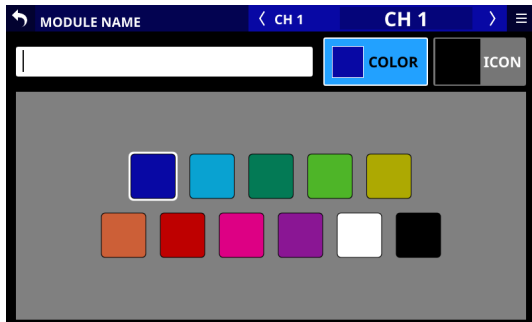 MODULE NAME
〈 CH 1
CH 1 〉
COLOR
ICON